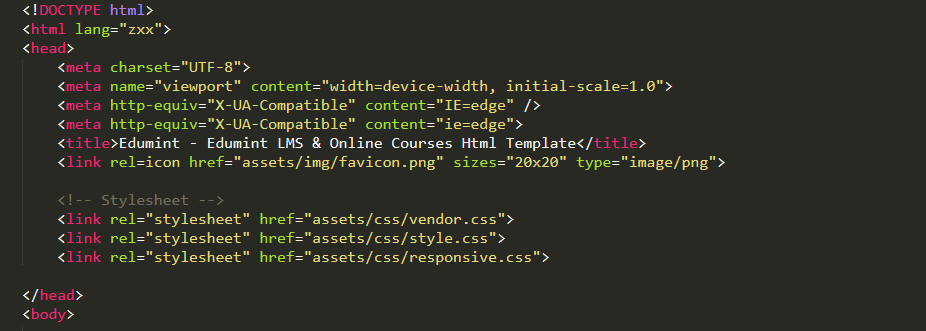 <!DOCTYPE html>
<html lang="zxx">
<head>
    <meta charset="UTF-8">
    <meta name="viewport" content="width=device-width, initial-scale=1.0">
    <meta http-equiv="X-UA-Compatible" content="IE=edge" />
    <meta http-equiv="X-UA-Compatible" content="ie=edge">
    <title>Edumint - Edumint LMS & Online Courses Html Template</title>
    <link rel=icon href="assets/img/favicon.png" sizes="20x20" type="image/png">

    <!-- Stylesheet -->
    <link rel="stylesheet" href="assets/css/vendor.css">
    <link rel="stylesheet" href="assets/css/style.css">
    <link rel="stylesheet" href="assets/css/responsive.css">

</head>
<body>